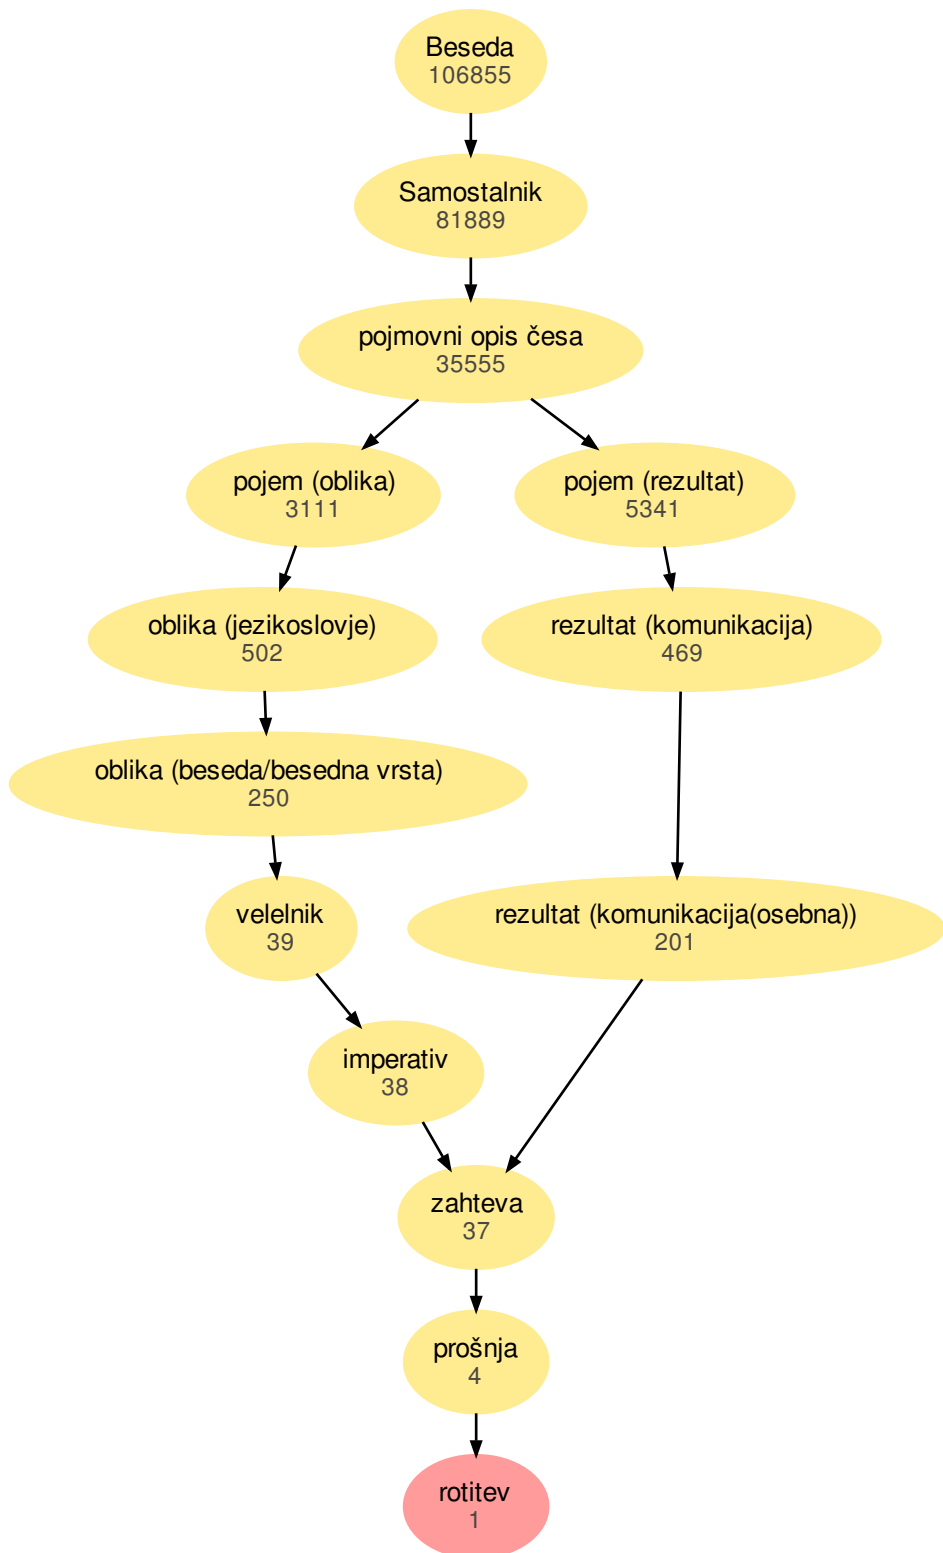 Beseda
106855
Samostalnik
81889
pojmovni opis česa
35555
pojem (oblika)
3111
pojem (rezultat)
5341
oblika (jezikoslovje)
502
rezultat (komunikacija)
469
oblika (beseda/besedna vrsta)
250
velelnik
39
rezultat (komunikacija(osebna))
201
imperativ
38
zahteva
37
prošnja
4
rotitev
1